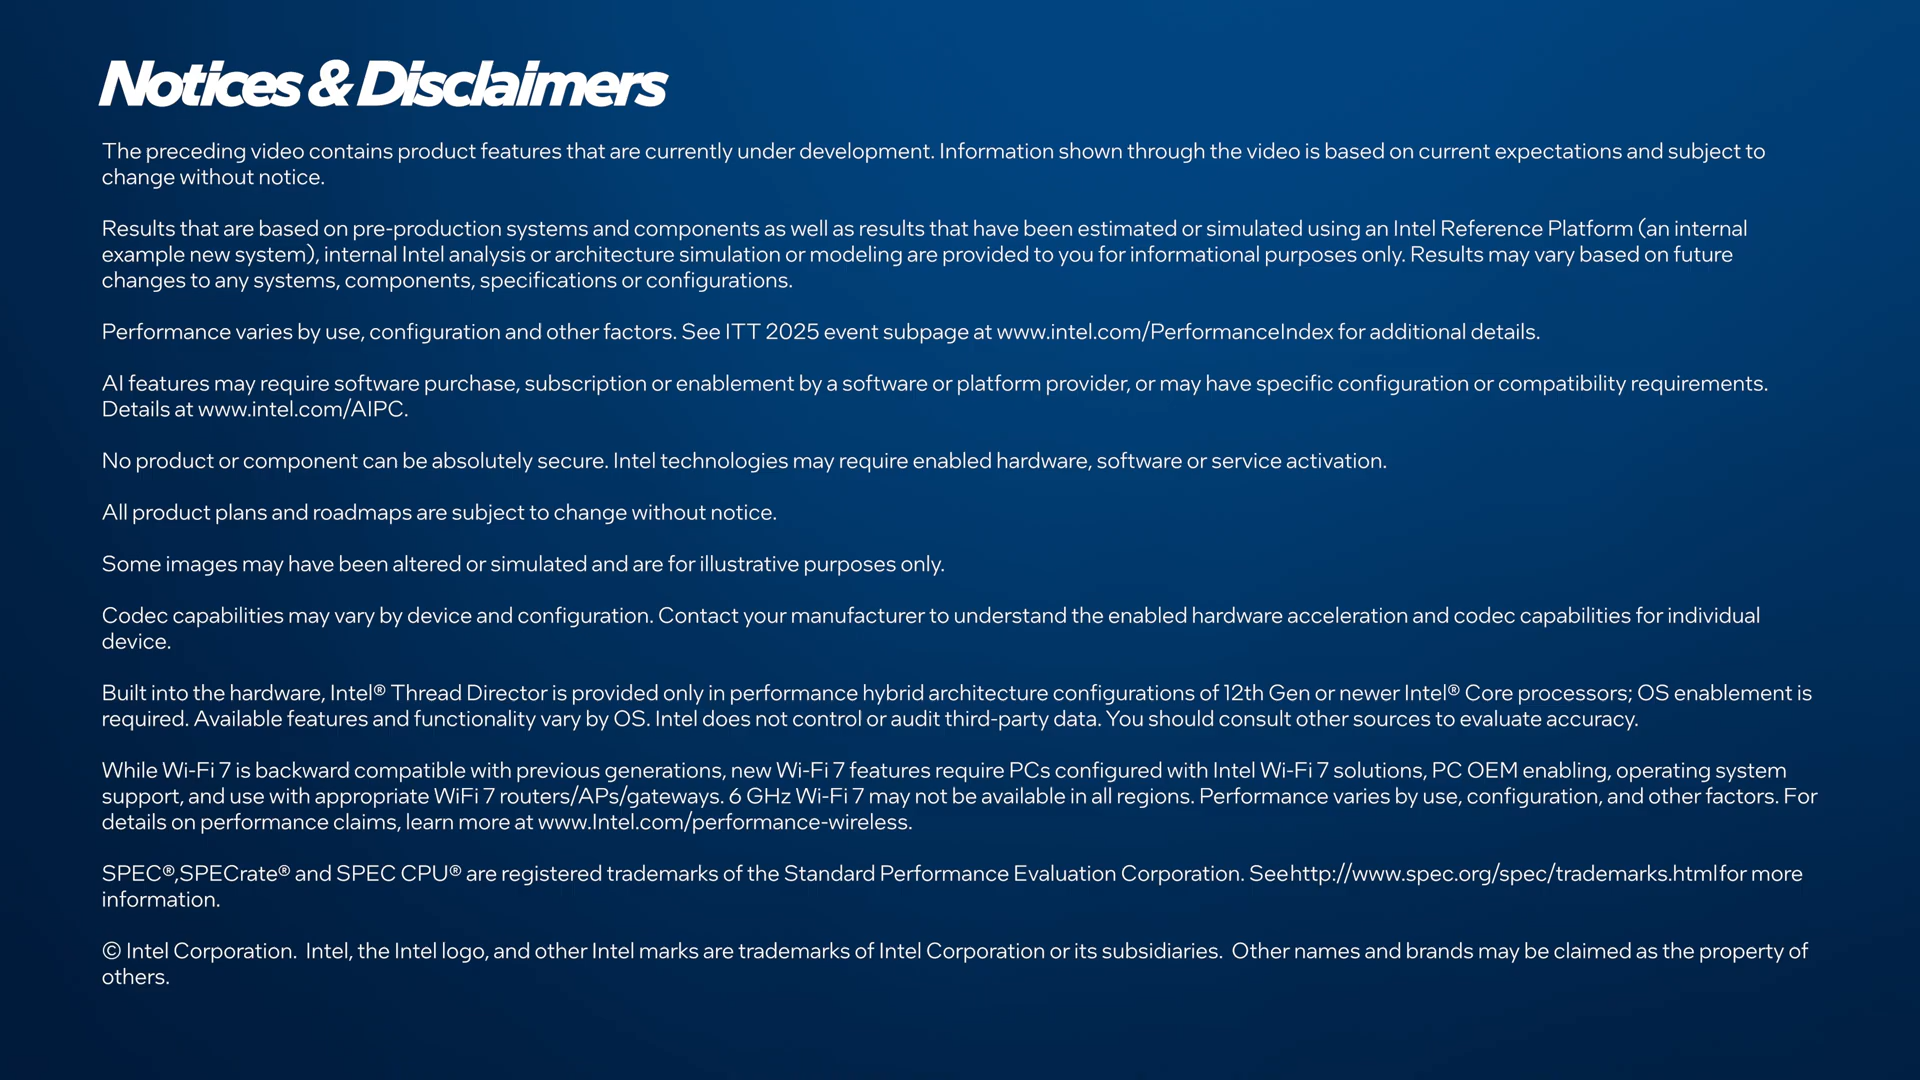 Notices & Disclaimers
The preceding video contains product features that are currently under development. Information shown through the video is based on current expectations and subject to
change without notice.
Results that are based on pre-production systems and components as well as results that have been estimated or simulated using an Intel Reference Platform (an internal
example new system), internal Intel analysis or architecture simulation or modeling are provided to you for informational purposes only. Results may vary based on future
changes to any systems, components, specifications or configurations.
Performance varies by use, configuration and other factors. See ITT 2025 event subpage at www.intel.com/PerformanceIndex for additional details.
AI features may require software purchase, subscription or enablement by a software or platform provider, or may have specific configuration or compatibility requirements.
Details at www.intel.com/AIPC.
No product or component can be absolutely secure. Intel technologies may require enabled hardware, software or service activation.
All product plans and roadmaps are subject to change without notice.
Some images may have been altered or simulated and are for illustrative purposes only.
Codec capabilities may vary by device and configuration. Contact your manufacturer to understand the enabled hardware acceleration and codec capabilities for individual
device.
Built into the hardware, Intel® Thread Director is provided only in performance hybrid architecture configurations of 12th Gen or newer Intel® Core processors; OS enablement is
required. Available features and functionality vary by OS. Intel does not control or audit third-party data. You should consult other sources to evaluate accuracy.
While Wi-Fi 7 is backward compatible with previous generations, new Wi-Fi 7 features require PCs configured with Intel Wi-Fi 7 solutions, PC OEM enabling, operating system
support, and use with appropriate WiFi 7 routers/APs/gateways. 6 GHz Wi-Fi 7 may not be available in all regions. Performance varies by use, configuration, and other factors. For
details on performance claims, learn more at www.Intel.com/performance-wireless.
SPEC®,SPECrate® and SPEC CPU® are registered trademarks of the Standard Performance Evaluation Corporation. See http://www.spec.org/spec/trademarks.html for more
information.
© Intel Corporation.  Intel, the Intel logo, and other Intel marks are trademarks of Intel Corporation or its subsidiaries.  Other names and brands may be claimed as the property of
others.